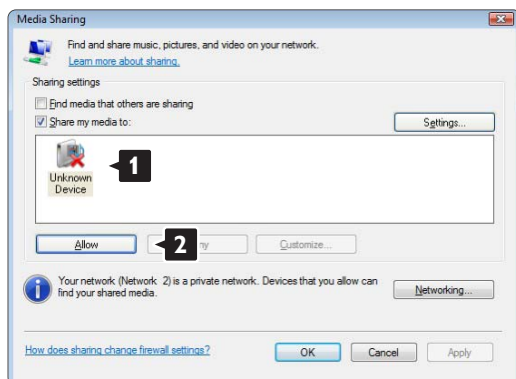 Media Sharing
Find and share music, pictures, and video on your network.
Learn more about sharing.
Sharing settings
Find media that others are sharing
Share my media to:
Settings...
Unknown
Device
1
Allow
2
Customize...
Your network (Network 2) is a private network. Devices that you allow can
find your shared media.
Networking...
How does sharing change firewall settings?
OK
Cancel
Apply